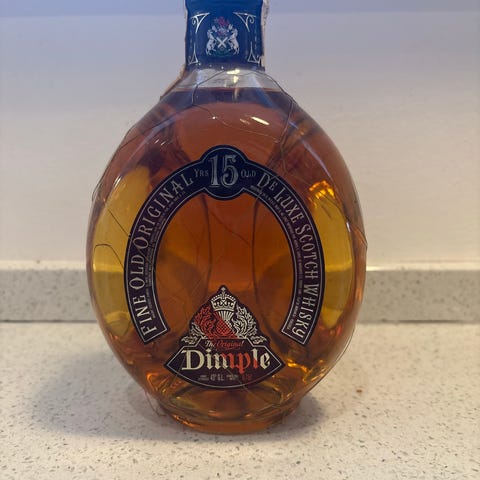 FINE OLD ORIGINAL YRS 15 OLD DE LUXE SCOTCH WHISKY
The Original
Dimple